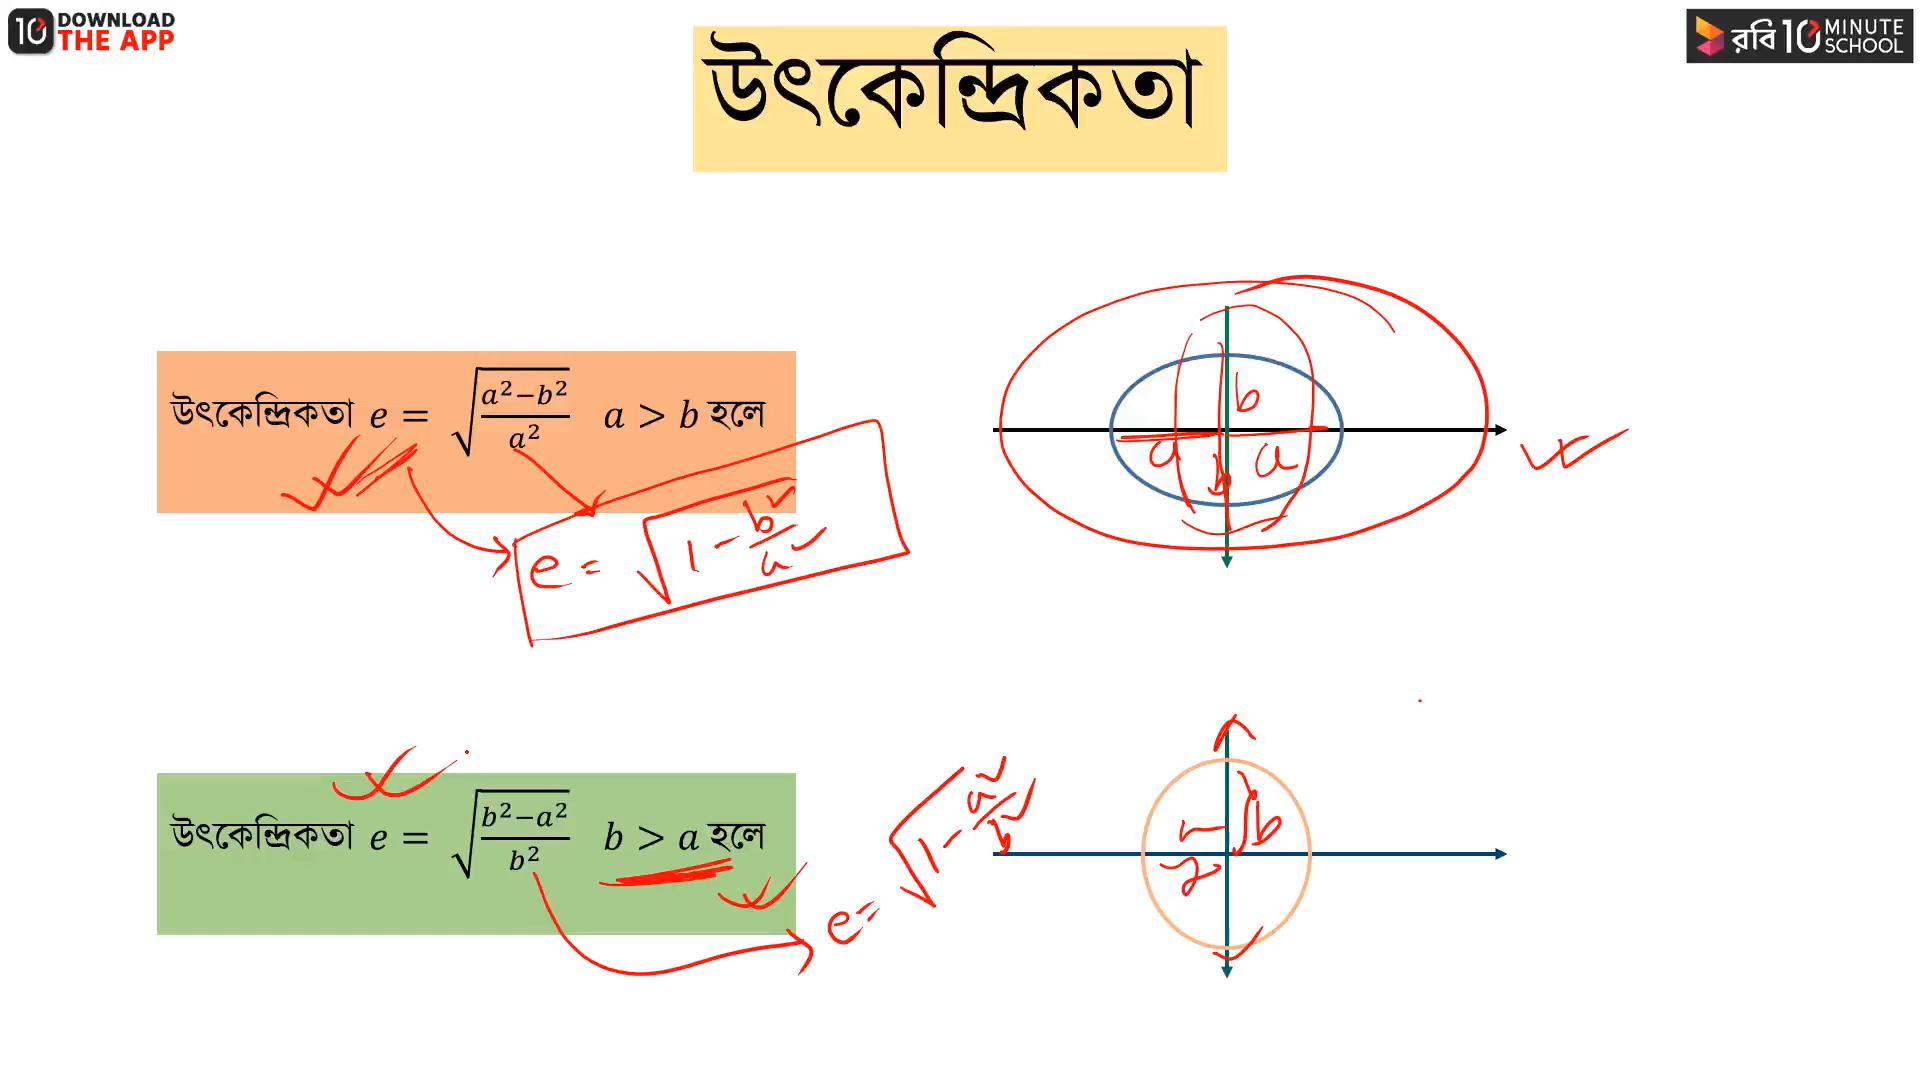 10 DOWNLOAD THE APP
রবি 10 MINUTE SCHOOL
উৎকেন্দ্রিকতা
উৎকেন্দ্রিকতা e = √((a²−b²)/a²) a > b হলে
b
a a
b
e = √(1 − b²/a²)
উৎকেন্দ্রিকতা e = √((b²−a²)/b²) b > a হলে
b
e = √(1 − a²/b²)